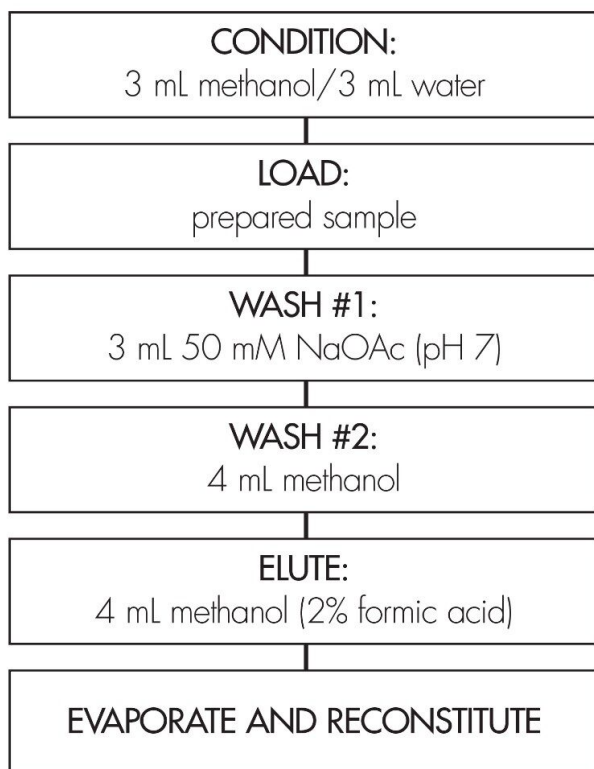 CONDITION:
3 mL methanol/3 mL water
LOAD:
prepared sample
WASH #1:
3 mL 50 mM NaOAc (pH 7)
WASH #2:
4 mL methanol
ELUTE:
4 mL methanol (2% formic acid)
EVAPORATE AND RECONSTITUTE